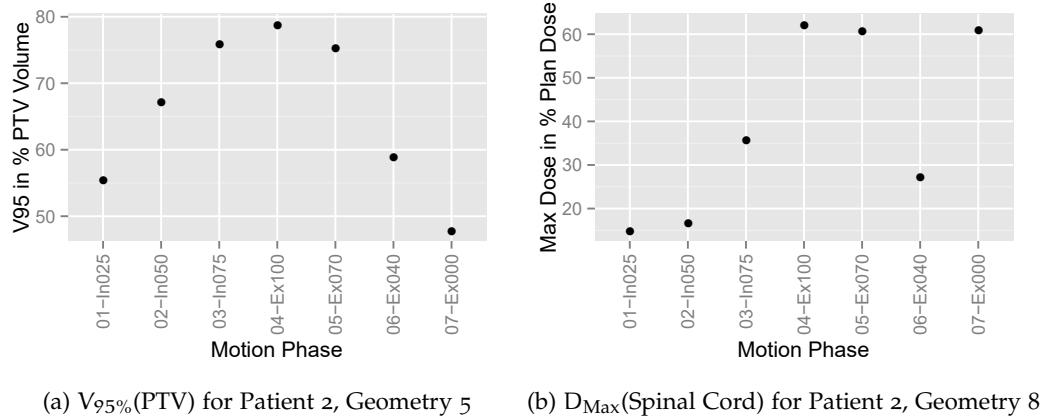 V95 in % PTV Volume
80
70
60
50
01−In025
02−In050
03−In075
04−Ex100
05−Ex070
06−Ex040
07−Ex000
Motion Phase
(a) V95%(PTV) for Patient 2, Geometry 5
Max Dose in % Plan Dose
60
50
40
30
20
01−In025
02−In050
03−In075
04−Ex100
05−Ex070
06−Ex040
07−Ex000
Motion Phase
(b) DMax(Spinal Cord) for Patient 2, Geometry 8